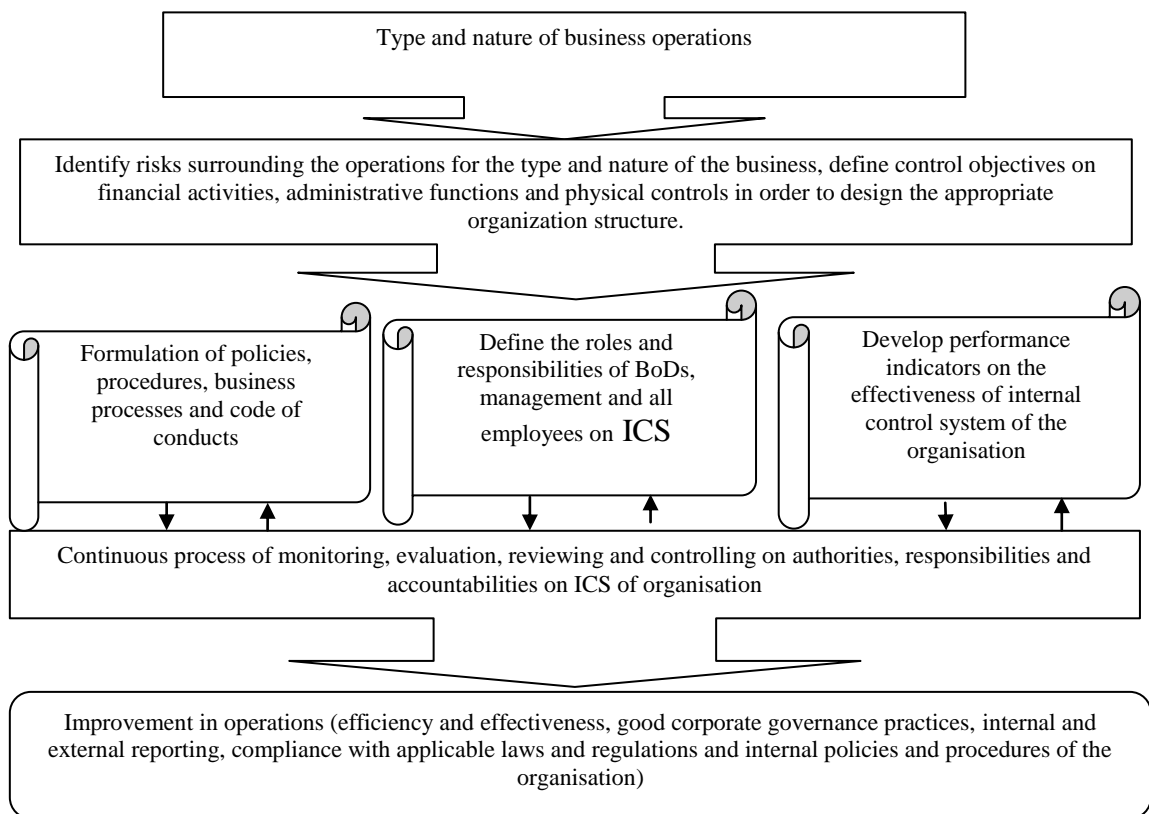 Type and nature of business operations
Identify risks surrounding the operations for the type and nature of the business, define control objectives on
financial activities, administrative functions and physical controls in order to design the appropriate
organization structure.
Formulation of policies,
procedures, business
processes and code of
conducts
Define the roles and
responsibilities of BoDs,
management and all
employees on ICS
Develop performance
indicators on the
effectiveness of internal
control system of the
organisation
Continuous process of monitoring, evaluation, reviewing and controlling on authorities, responsibilities and
accountabilities on ICS of organisation
Improvement in operations (efficiency and effectiveness, good corporate governance practices, internal and
external reporting, compliance with applicable laws and regulations and internal policies and procedures of the
organisation)